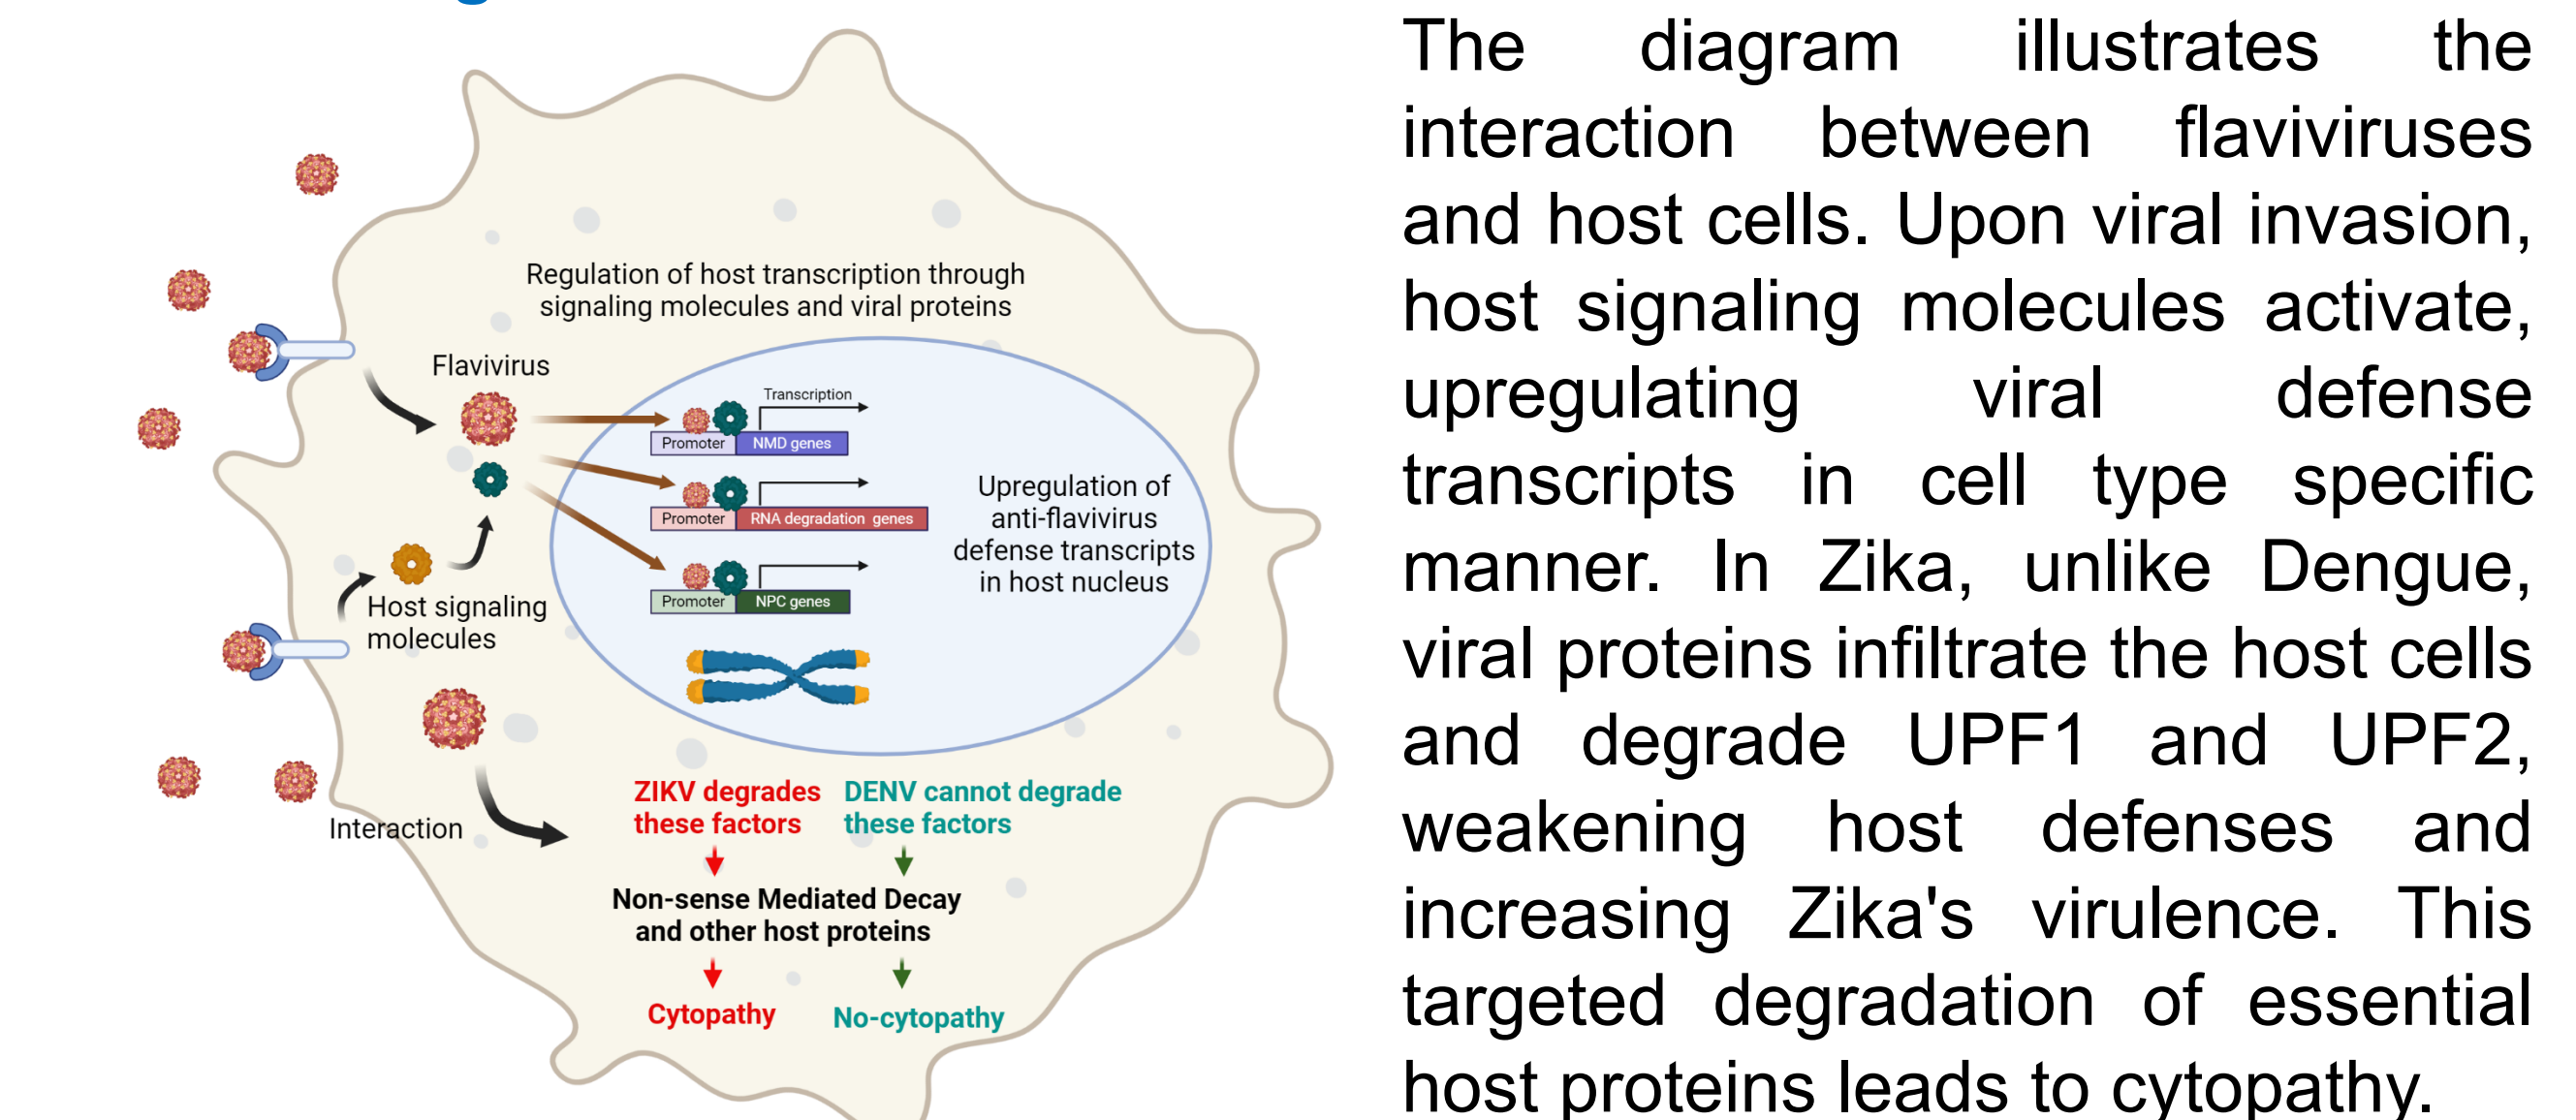 Regulation of host transcription through
signaling molecules and viral proteins
Flavivirus
Transcription
Promoter NMD genes
Promoter RNA degradation genes
Promoter NPC genes
Upregulation of
anti-flavivirus
defense transcripts
in host nucleus
Host signaling
molecules
Interaction
ZIKV degrades
these factors
DENV cannot degrade
these factors
Non-sense Mediated Decay
and other host proteins
Cytopathy
No-cytopathy
The diagram illustrates the
interaction between flaviviruses
and host cells. Upon viral invasion,
host signaling molecules activate,
upregulating viral defense
transcripts in cell type specific
manner. In Zika, unlike Dengue,
viral proteins infiltrate the host cells
and degrade UPF1 and UPF2,
weakening host defenses and
increasing Zika's virulence. This
targeted degradation of essential
host proteins leads to cytopathy.